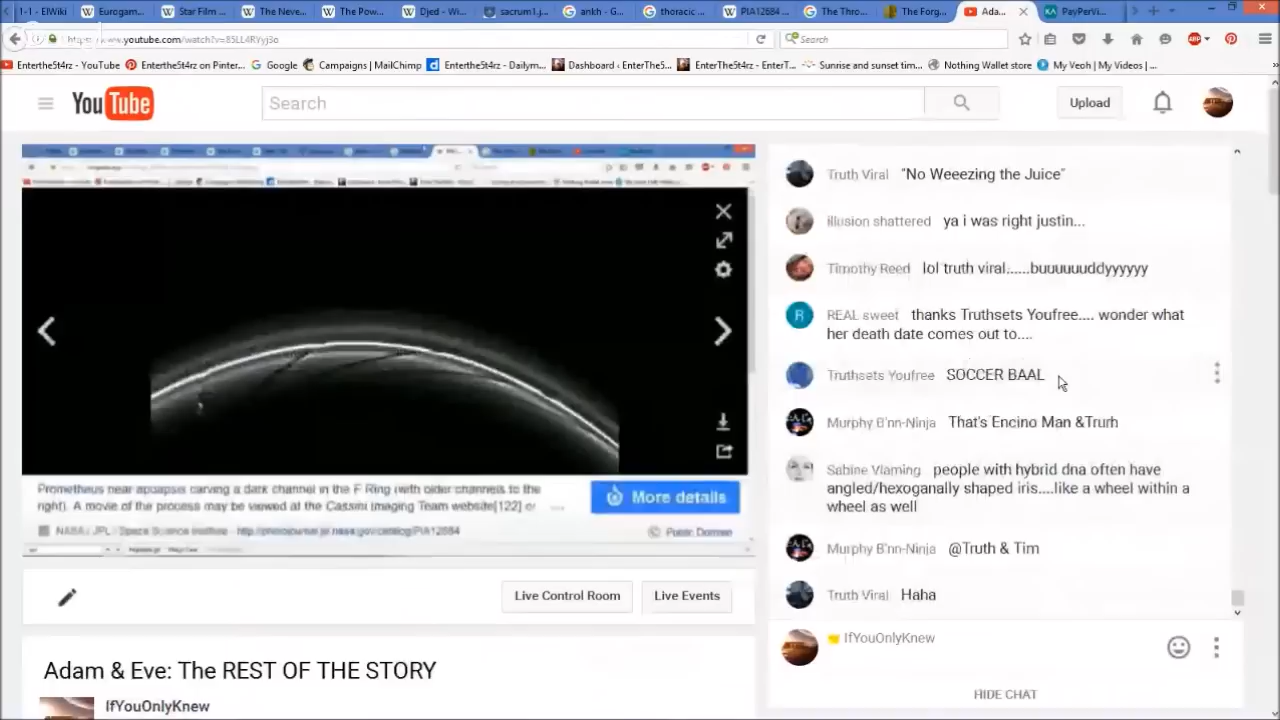 1-1 - ElWiki
Eurogam...
Star Film ...
The Neve...
The Pow...
Djed - Wi...
sacrum1.j...
ankh - G...
thoracic ...
PIA12684 ...
The Thro...
The Forg...
Ada...
PayPerVi...
www.youtube.com/watch?v=85LL4RYyj3o
Search
Enterthe5t4rz - YouTube
Enterthe5t4rz on Pinter...
Google
Campaigns | MailChimp
Enterthe5t4rz - Dailym...
Dashboard ‹ EnterThe5...
Enterthe5t4rz - EnterT...
Sunrise and sunset tim...
Nothing Wallet store
My Veoh | My Videos | ...
YouTube
Search
Upload
Truth Viral "No Weeezing the Juice"
illusion shattered ya i was right justin...
Timothy Reed lol truth viral......buuuuuuddyyyyyy
REAL sweet thanks Truthsets Youfree.... wonder what
her death date comes out to....
Truthsets Youfree SOCCER BAAL
Murphy B'nn-Ninja That's Encino Man &Trurh
Sabine Vlaming people with hybrid dna often have
angled/hexoganally shaped iris....like a wheel within a
wheel as well
Murphy B'nn-Ninja @Truth & Tim
Truth Viral Haha
IfYouOnlyKnew
HIDE CHAT
Prometheus near apoapsis carving a dark channel in the F Ring (with older channels to the
right). A movie of the process may be viewed at the Cassini Imaging Team website[122] or ...
More details
NASA / JPL / Space Science Institute - http://photojournal.jpl.nasa.gov/catalog/PIA12684
Public Domain
Live Control Room
Live Events
Adam & Eve: The REST OF THE STORY
IfYouOnlyKnew